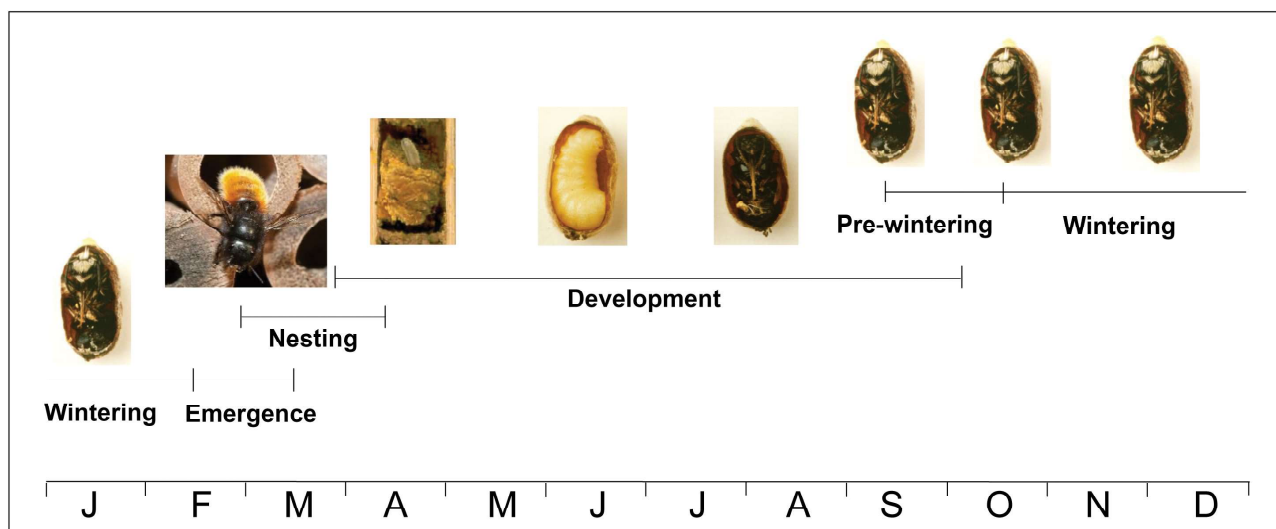 Pre-wintering Wintering
Development
Nesting
Wintering Emergence
J F M A M J J A S O N D